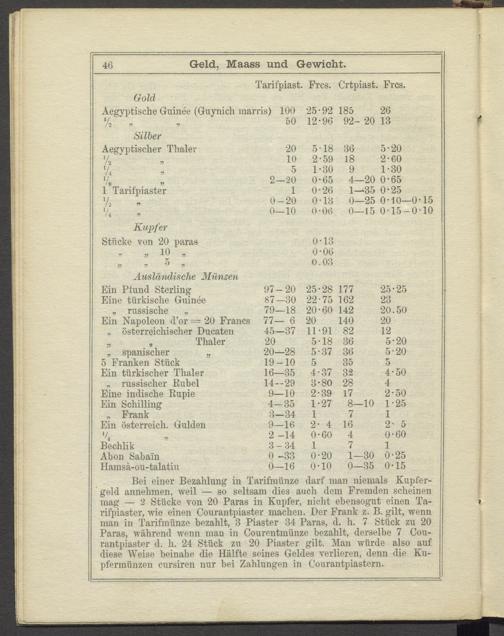 46 Geld, Maass und Gewicht.
Tarifpiast. Frcs. Crtpiast. Frcs.
Gold
Aegyptische Guinée (Guynich marris) 100 25·92 185 26
1/2 „ „ 50 12·96 92—20 13
Silber
Aegyptischer Thaler 20 5·18 36 5·20
1/2 „ 10 2·59 18 2·60
1/4 „ 5 1·30 9 1·30
1/8 „ 2—20 0·65 4—20 0·65
1 Tarifpiaster 1 0·26 1—35 0·25
1/2 „ 0—20 0·13 0—25 0·10—0·15
1/4 „ 0—10 0·06 0—15 0·15—0·10
Kupfer
Stücke von 20 paras 0·13
„ „ 10 „ 0·06
„ „ 5 „ 0.03
Ausländische Münzen
Ein Pfund Sterling 97—20 25·28 177 25·25
Eine türkische Guinée 87—30 22·75 162 23
„ russische „ 79—18 20·60 142 20.50
Ein Napoleon d'or = 20 Francs 77— 6 20 140 20
„ österreichischer Ducaten 45—37 11·91 82 12
„ „ Thaler 20 5·18 36 5·20
„ spanischer „ 20—28 5·37 36 5·20
5 Franken Stück 19—10 5 35 5
Ein türkischer Thaler 16—35 4·37 32 4·50
„ russischer Rubel 14—29 3·80 28 4
Eine indische Rupie 9—10 2·39 17 2·50
Ein Schilling 4—35 1·27 8—10 1·25
„ Frank 3—34 1 7 1
Ein österreich. Gulden 9—16 2· 4 16 2· 5
1/4 „ 2—14 0·60 4 0·60
Bechlik 3—34 1 7 1
Abon Sabaïn 0—33 0·20 1—30 0·25
Hamsà-ou-talatin 0—16 0·10 0—35 0·15
Bei einer Bezahlung in Tarifmünze darf man niemals Kupfer-
geld annehmen, weil — so seltsam dies auch dem Fremden scheinen
mag — 2 Stücke von 20 Paras in Kupfer, nicht ebensogut einen Ta-
rifpiaster, wie einen Courantpiaster machen. Der Frank z. B. gilt, wenn
man in Tarifmünze bezahlt, 3 Piaster 34 Paras, d. h. 7 Stück zu 20
Paras, während wenn man in Courentmünze bezahlt, derselbe 7 Cou-
rantpiaster d. h. 24 Stück zu 20 Piaster gilt. Man würde also auf
diese Weise beinahe die Hälfte seines Geldes verlieren, denn die Ku-
pfermünzen cursiren nur bei Zahlungen in Courantpiastern.